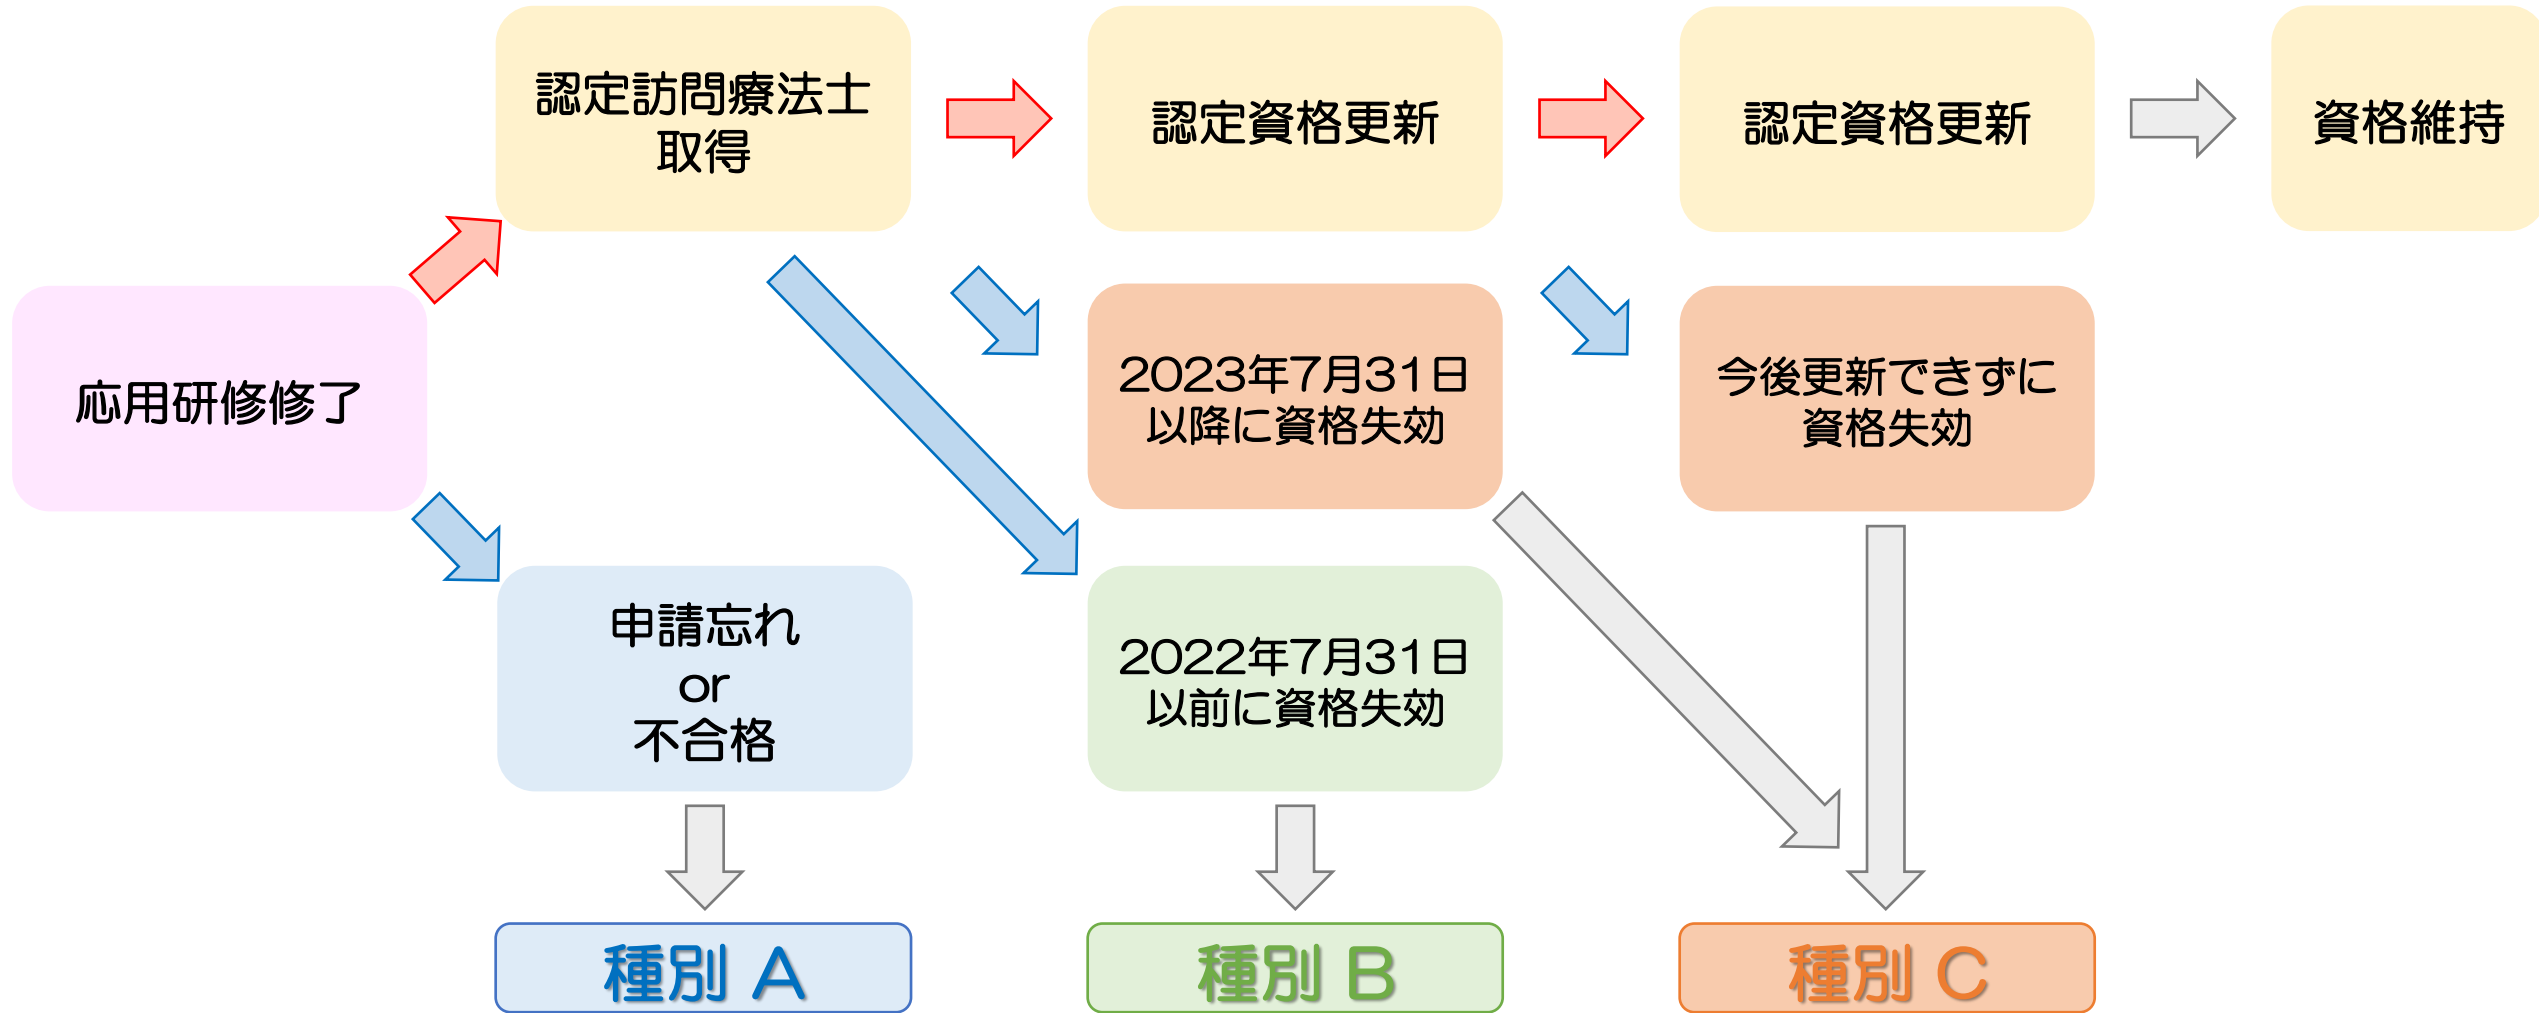 認定訪問療法士
取得
認定資格更新
認定資格更新
資格維持
応用研修修了
2023年7月31日
以降に資格失効
今後更新できずに
資格失効
申請忘れ
or
不合格
2022年7月31日
以前に資格失効
種別 A
種別 B
種別 C